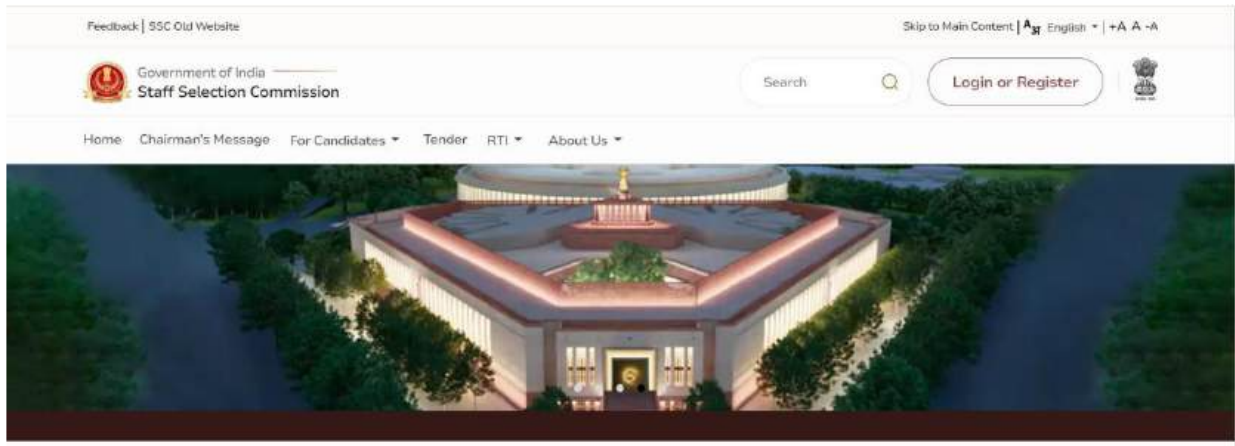 Feedback | SSC Old Website
Skip to Main Content | A अ English | +A A -A
Government of India
Staff Selection Commission
Search
Login or Register
Home Chairman's Message For Candidates Tender RTI About Us